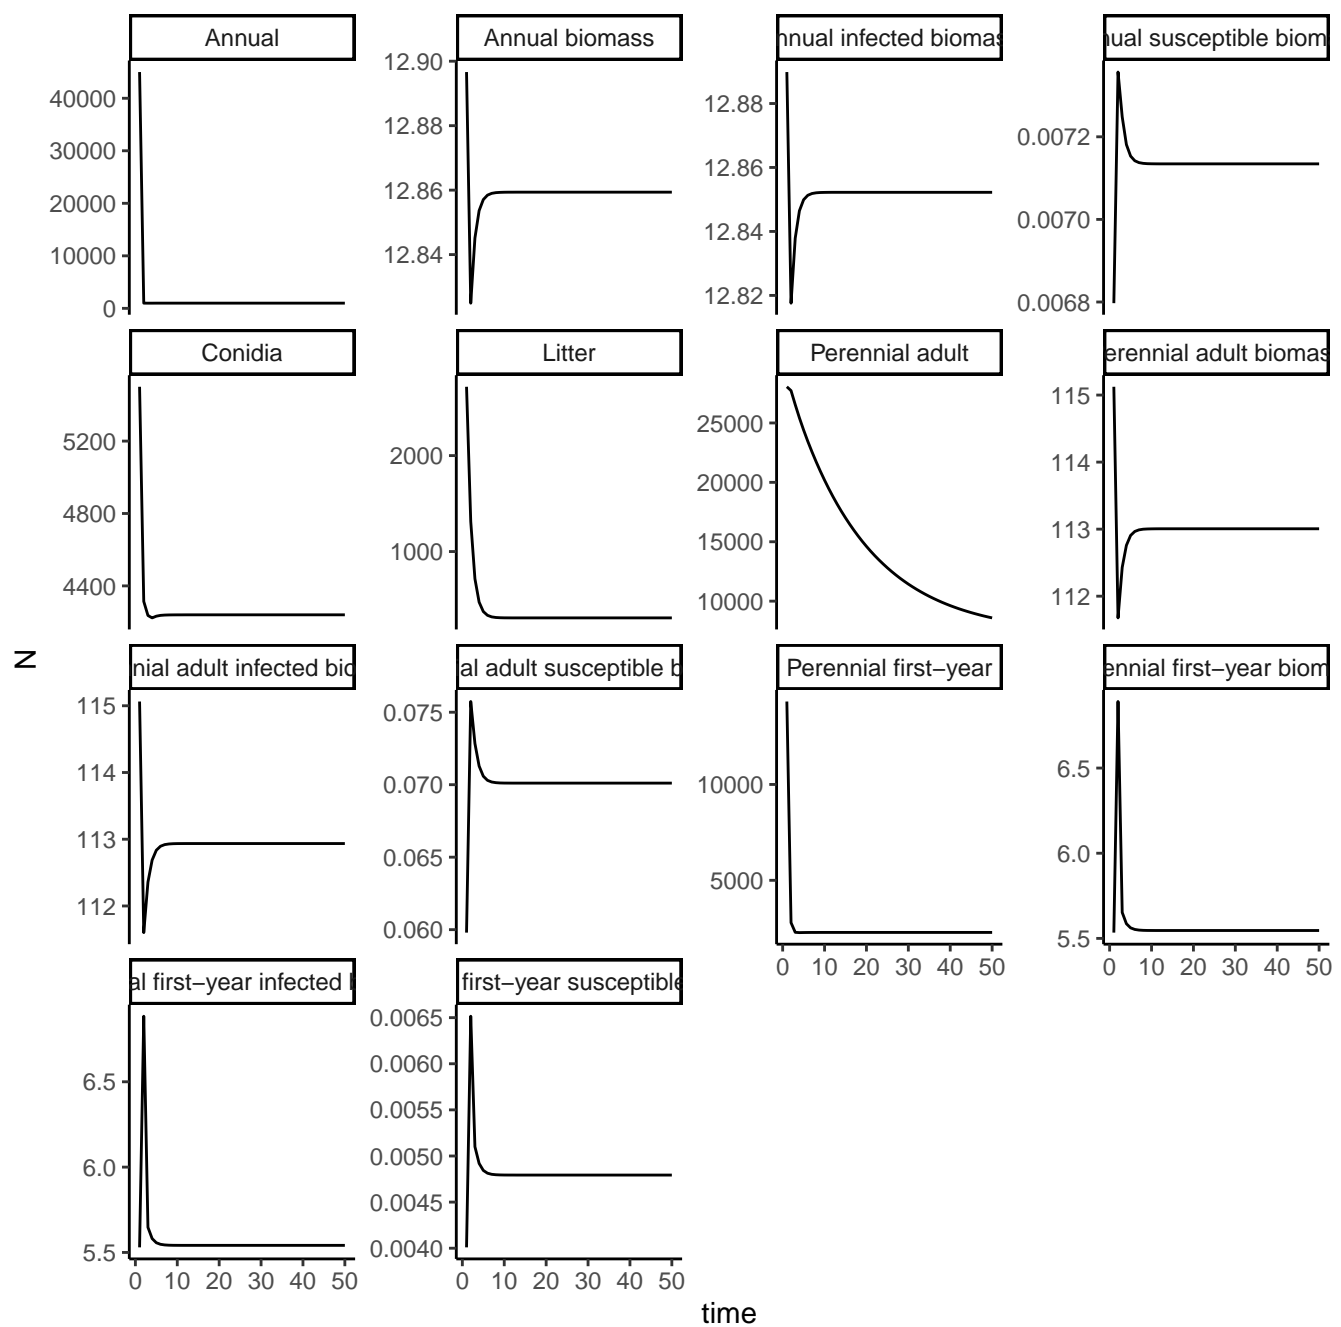 Annual
Annual biomass
nnual infected biomas
nual susceptible biom
40000
30000
20000
10000
0
12.90
12.88
12.86
12.84
12.88
12.86
12.84
12.82
0.0072
0.0070
0.0068
Conidia
Litter
Perennial adult
erennial adult biomas
5200
4800
4400
2000
1000
25000
20000
15000
10000
115
114
113
112
N
nial adult infected bio
al adult susceptible b
Perennial first−year
ennial first−year biom
115
114
113
112
0.075
0.070
0.065
0.060
10000
5000
6.5
6.0
5.5
0 10 20 30 40 50
0 10 20 30 40 50
al first−year infected b
first−year susceptible
6.5
6.0
5.5
0.0065
0.0060
0.0055
0.0050
0.0045
0.0040
0 10 20 30 40 50
0 10 20 30 40 50
time